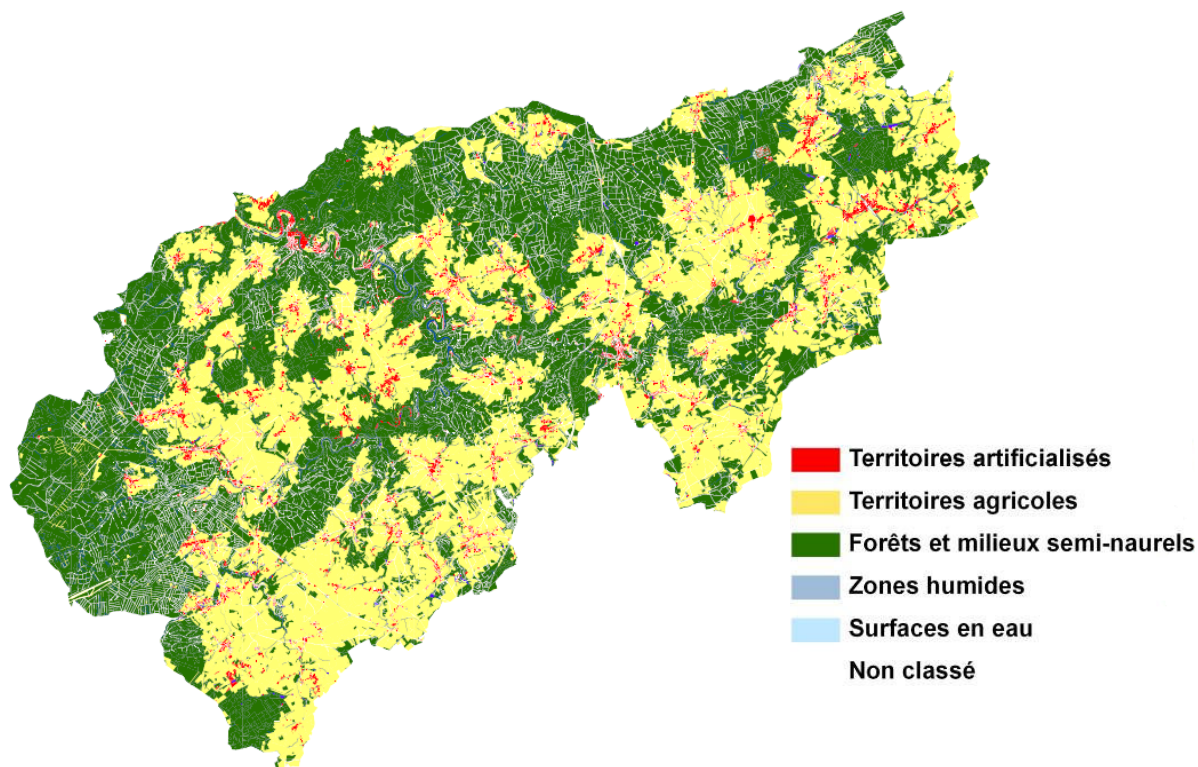 Territoires artificialisés
Territoires agricoles
Forêts et milieux semi-naurels
Zones humides
Surfaces en eau
Non classé